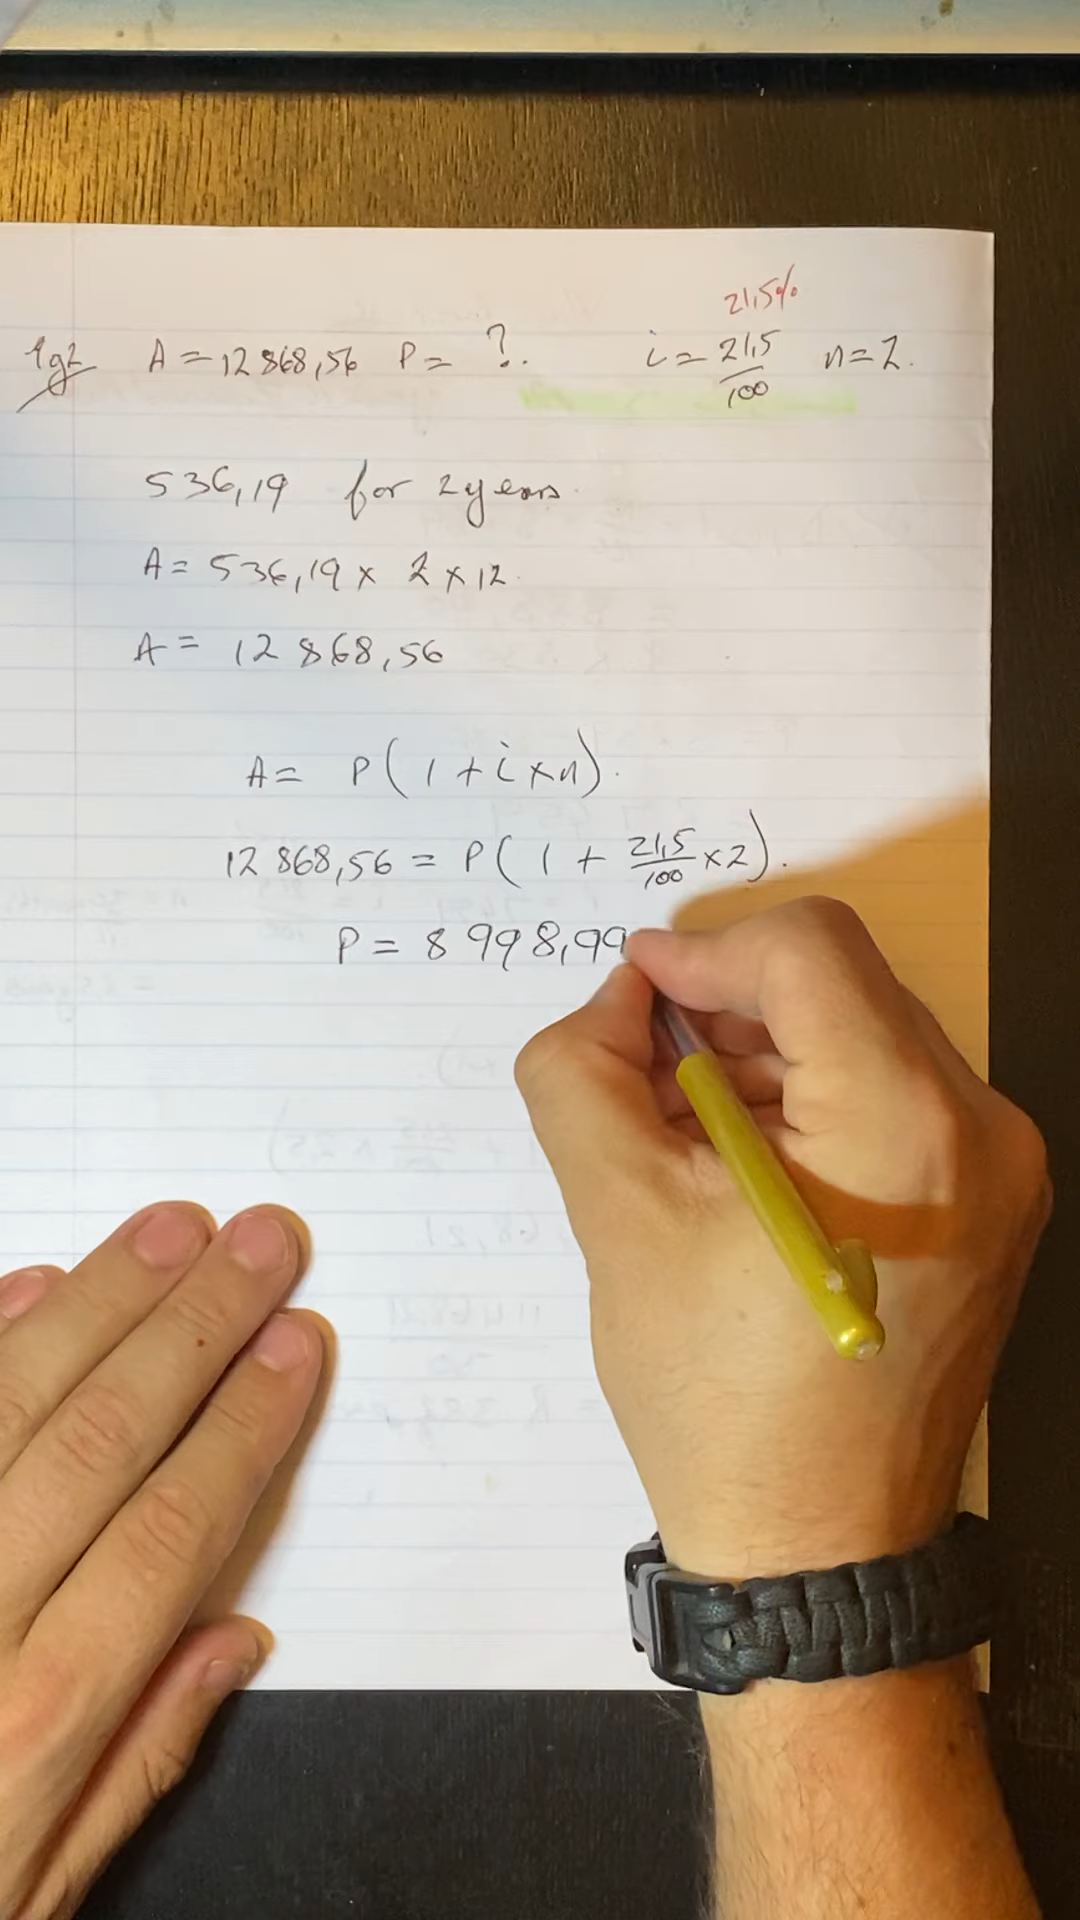 1g2 A = 12 868,56 P = ? . i = 21,5/100 21,5% n = 2.
536,19 for 2 years.
A = 536,19 × 2 × 12.
A = 12 868,56
A = P(1 + i × n).
12 868,56 = P(1 + 21,5/100 × 2).
P = 8 998,99